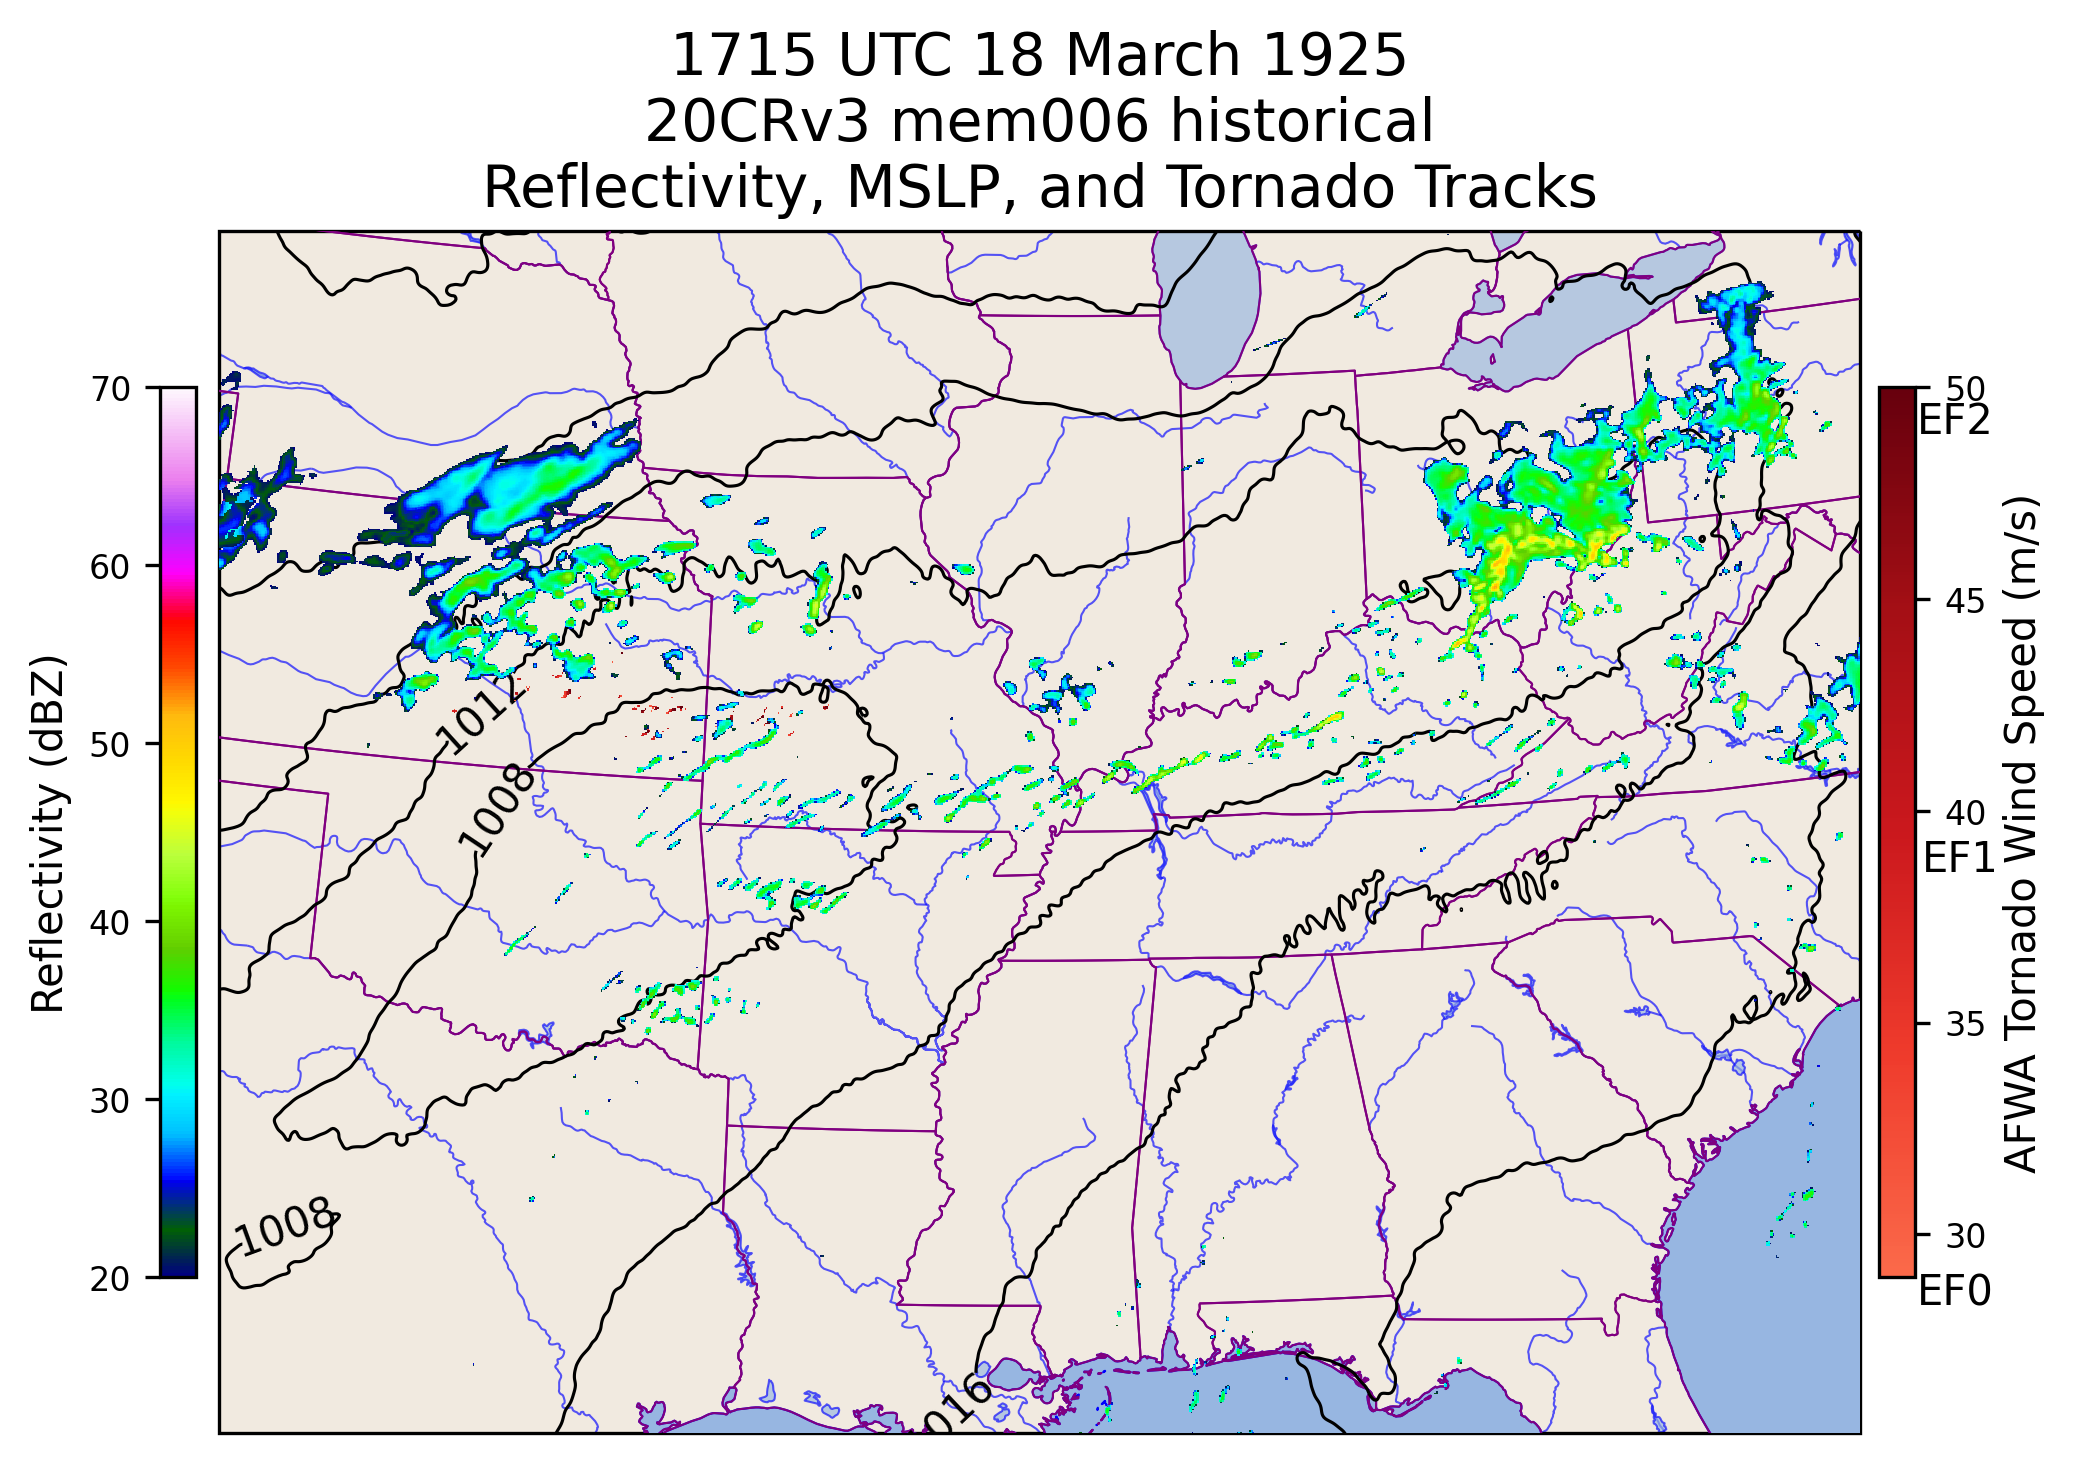 1715 UTC 18 March 1925
20CRv3 mem006 historical
Reflectivity, MSLP, and Tornado Tracks
Reflectivity (dBZ)
70
60
50
40
30
20
1012
1008
1008
016
50
EF2
45
40
EF1
35
30
EF0
AFWA Tornado Wind Speed (m/s)